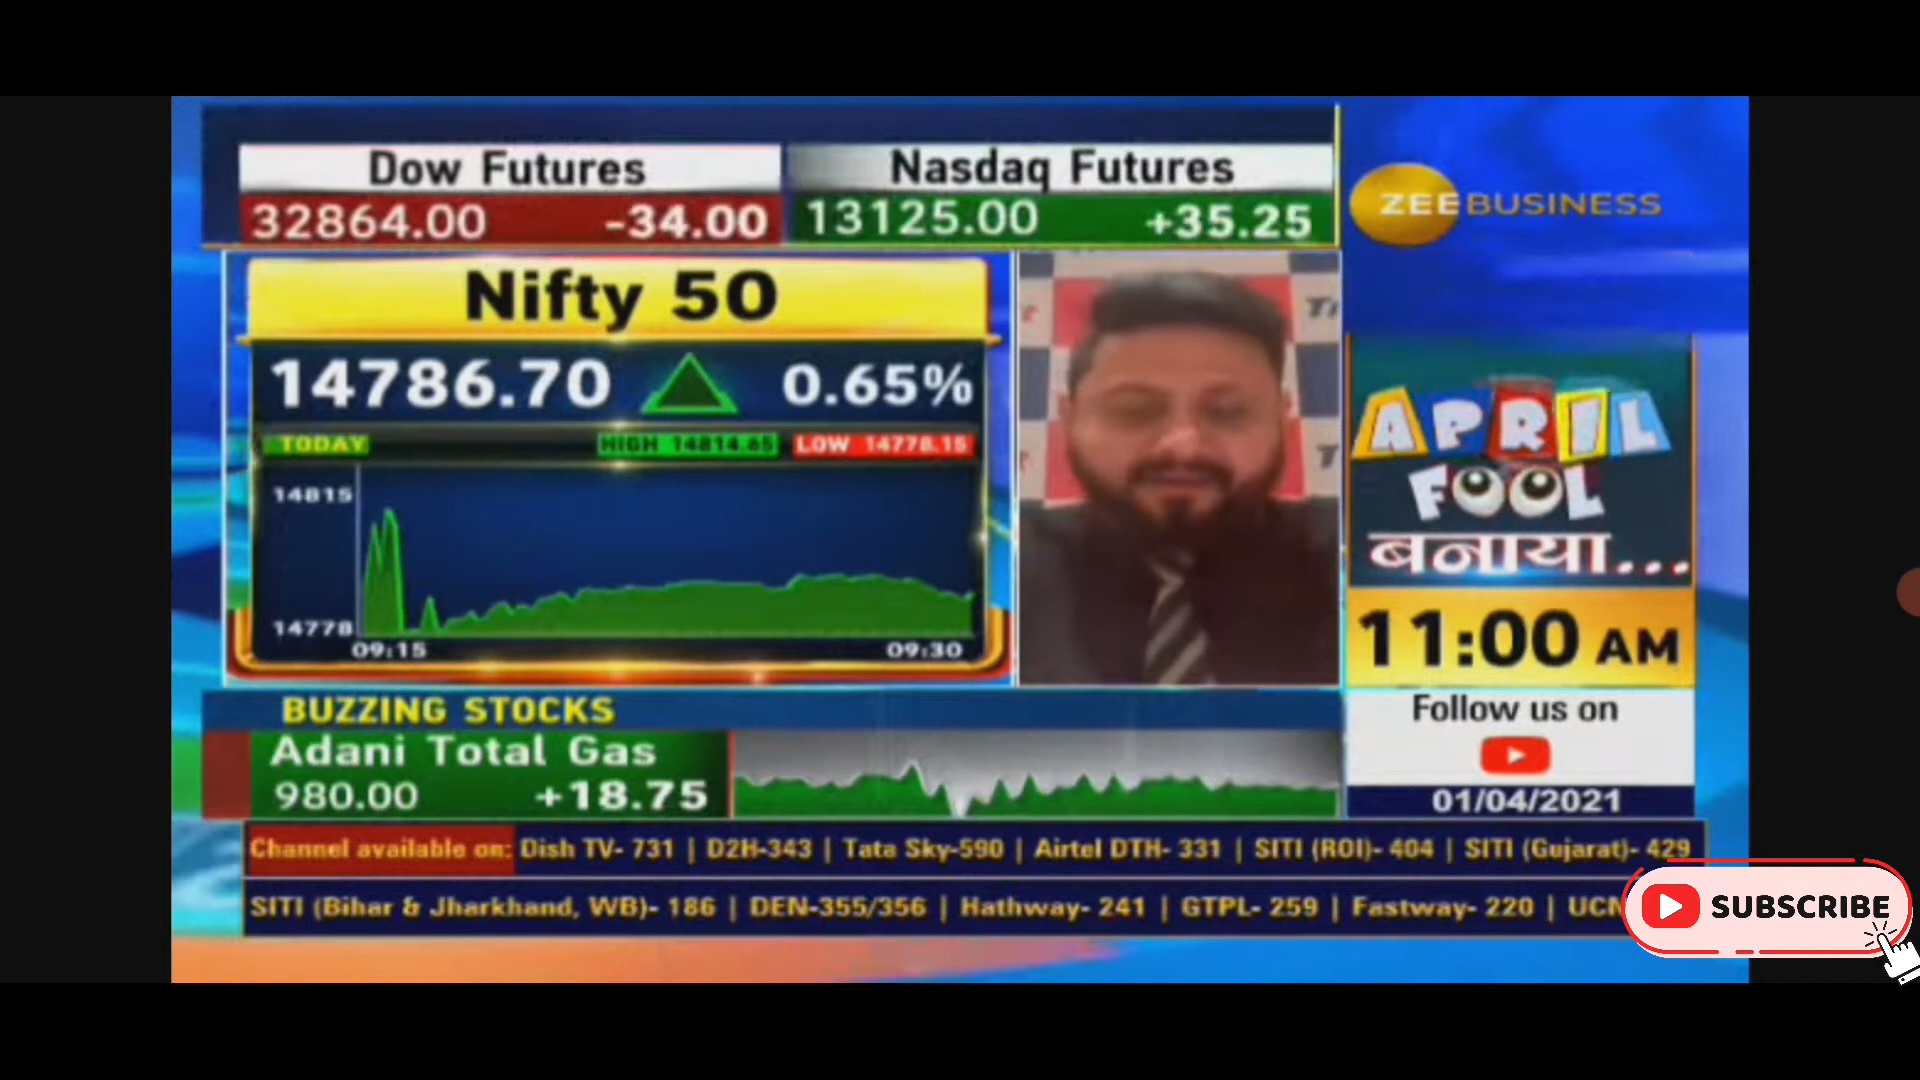 Dow Futures
32864.00 -34.00
Nasdaq Futures
13125.00 +35.25
ZEEBUSINESS
Nifty 50
14786.70 0.65%
TODAY HIGH 14814.65 LOW 14778.15
14815
14778
09:15 09:30
APRIL
FOOL
बनाया...
11:00 AM
Follow us on
01/04/2021
BUZZING STOCKS
Adani Total Gas
980.00 +18.75
Channel available on: Dish TV- 731 | D2H-343 | Tata Sky-590 | Airtel DTH- 331 | SITI (ROI)- 404 | SITI (Gujarat)- 429
SITI (Bihar & Jharkhand, WB)- 186 | DEN-355/356 | Hathway- 241 | GTPL- 259 | Fastway- 220 | UCN
SUBSCRIBE